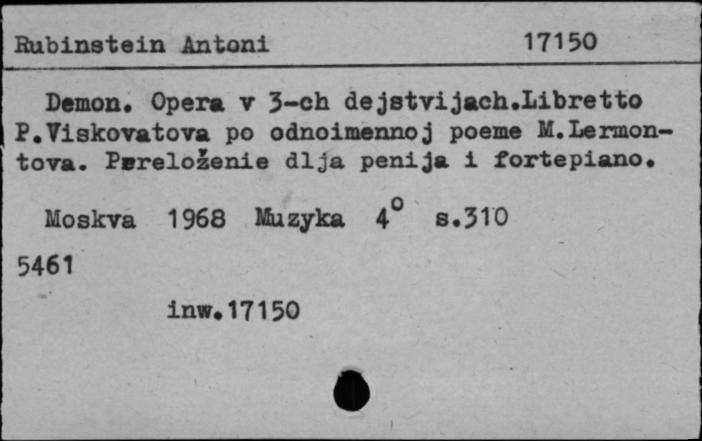 Rubinstein Antoni 17150
Demon. Opera v 3-ch dejstvijach.Libretto
P.Viskovatova po odnoimennoj poeme M.Lermon-
tova. Pereloženie dlja penija i fortepiano.
Moskva 1968 Muzyka 4° s.310
5461
inw.17150